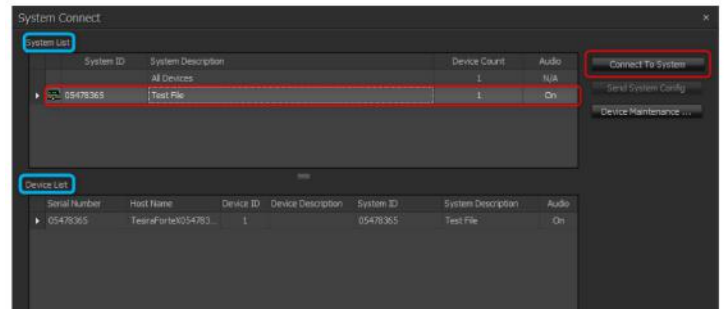 System Connect ×
System List
System ID System Description Device Count Audio
All Devices 1 N/A
05478365 Test File 1 On
Connect To System
Send System Config
Device Maintenance ...
Device List
Serial Number Host Name Device ID Device Description System ID System Description Audio
05478365 TesiraForteX054783... 1 05478365 Test File On